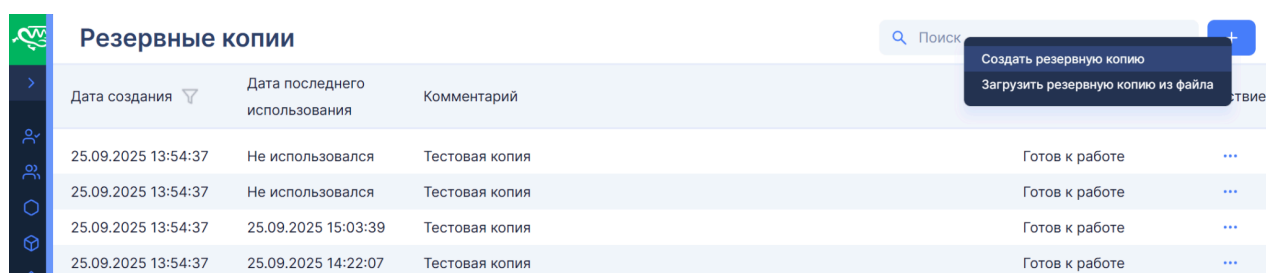 Резервные копии
Поиск
Создать резервную копию
Загрузить резервную копию из файла
Дата создания
Дата последнего
использования
Комментарий
ствие
25.09.2025 13:54:37 Не использовался Тестовая копия Готов к работе ...
25.09.2025 13:54:37 Не использовался Тестовая копия Готов к работе ...
25.09.2025 13:54:37 25.09.2025 15:03:39 Тестовая копия Готов к работе ...
25.09.2025 13:54:37 25.09.2025 14:22:07 Тестовая копия Готов к работе ...